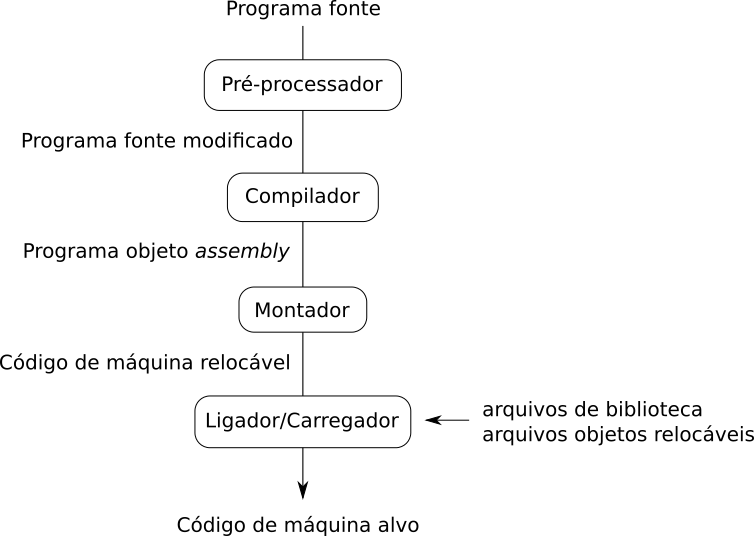 Programa fonte
Pré-processador
Programa fonte modificado
Compilador
Programa objeto assembly
Montador
Código de máquina relocável
Ligador/Carregador
arquivos de biblioteca
arquivos objetos relocáveis
Código de máquina alvo